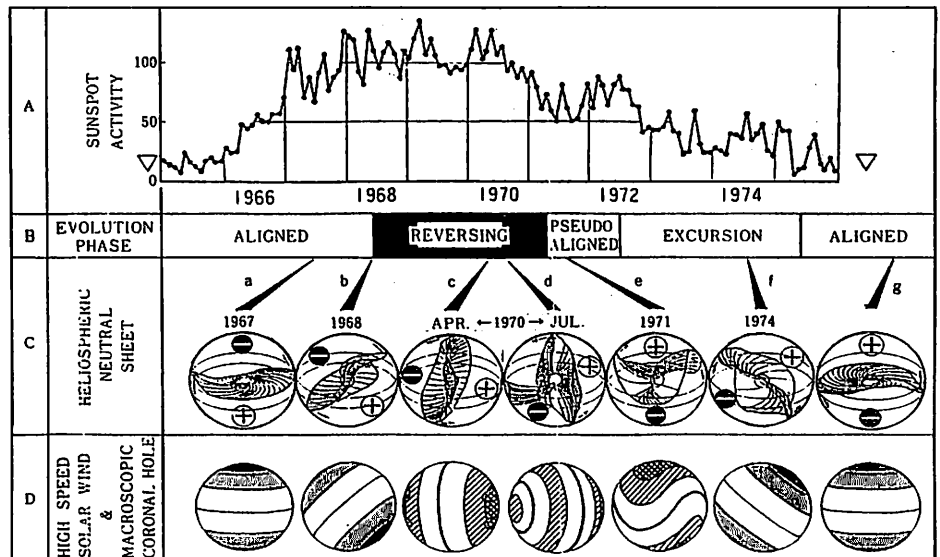 A
SUNSPOT
ACTIVITY
100
50
0
1966 1968 1970 1972 1974
B
EVOLUTION
PHASE
ALIGNED
REVERSING
PSEUDO
ALIGNED
EXCURSION
ALIGNED
a b c d e f g
1967 1968 APR. ←1970→ JUL. 1971 1974
C
HELIOSPHERIC
NEUTRAL
SHEET
− − − + + + +
+ + + − − − −
D
HIGH SPEED
SOLAR WIND
&
MACROSCOPIC
CORONAL HOLE